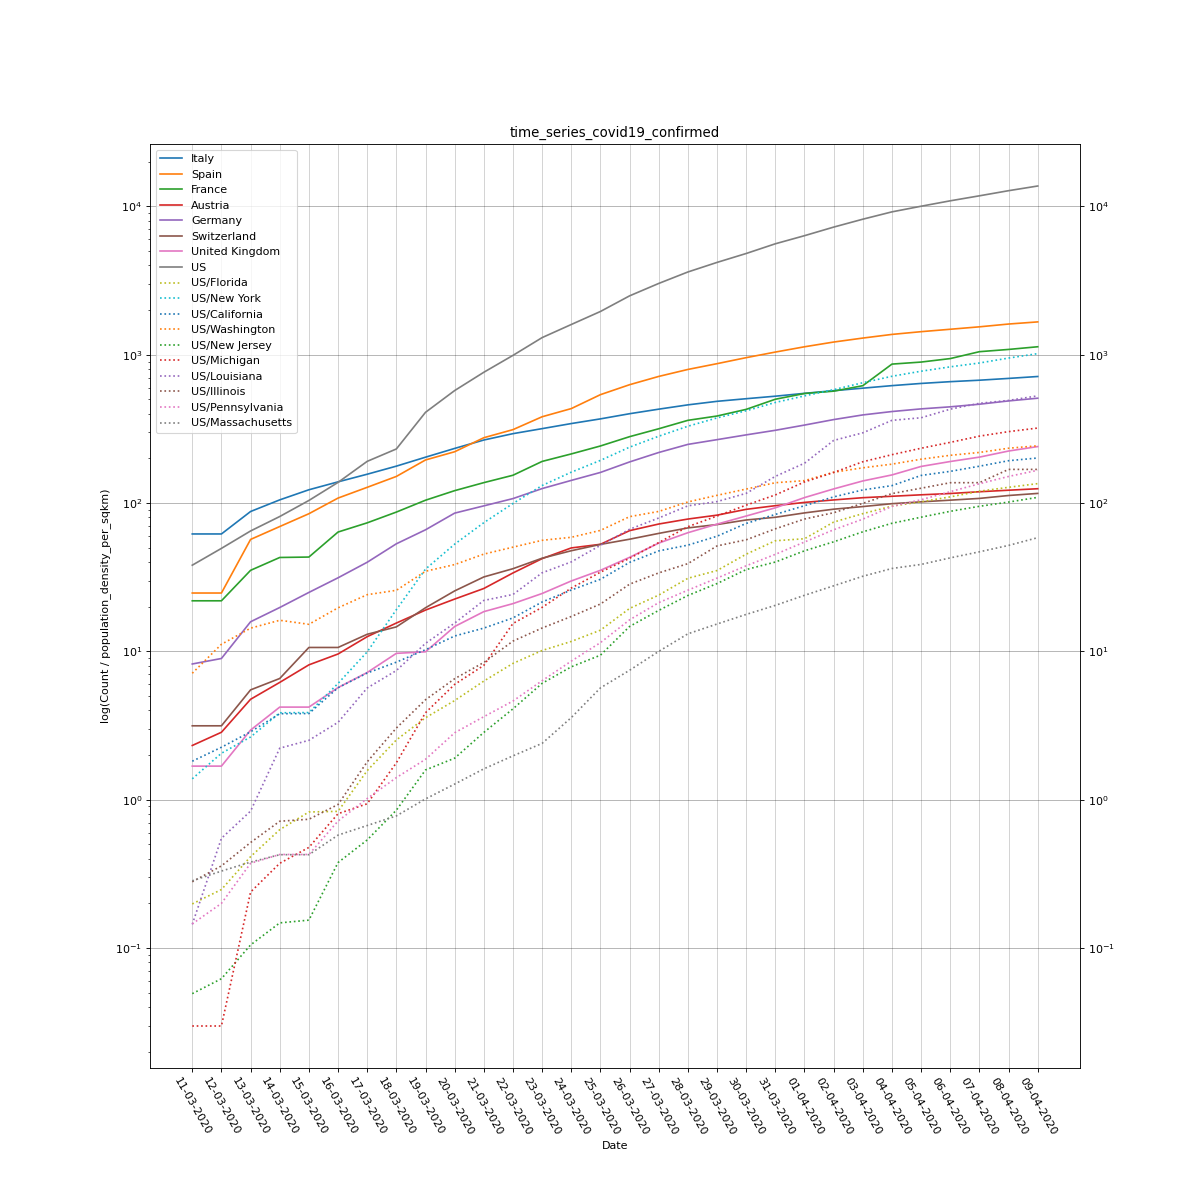 time_series_covid19_confirmed
Italy
Spain
France
Austria
Germany
Switzerland
United Kingdom
US
US/Florida
US/New York
US/California
US/Washington
US/New Jersey
US/Michigan
US/Louisiana
US/Illinois
US/Pennsylvania
US/Massachusetts
log(Count / population_density_per_sqkm)
10⁴
10³
10²
10¹
10⁰
10⁻¹
10⁴
10³
10²
10¹
10⁰
10⁻¹
11-03-2020
12-03-2020
13-03-2020
14-03-2020
15-03-2020
16-03-2020
17-03-2020
18-03-2020
19-03-2020
20-03-2020
21-03-2020
22-03-2020
23-03-2020
24-03-2020
25-03-2020
26-03-2020
27-03-2020
28-03-2020
29-03-2020
30-03-2020
31-03-2020
01-04-2020
02-04-2020
03-04-2020
04-04-2020
05-04-2020
06-04-2020
07-04-2020
08-04-2020
09-04-2020
Date